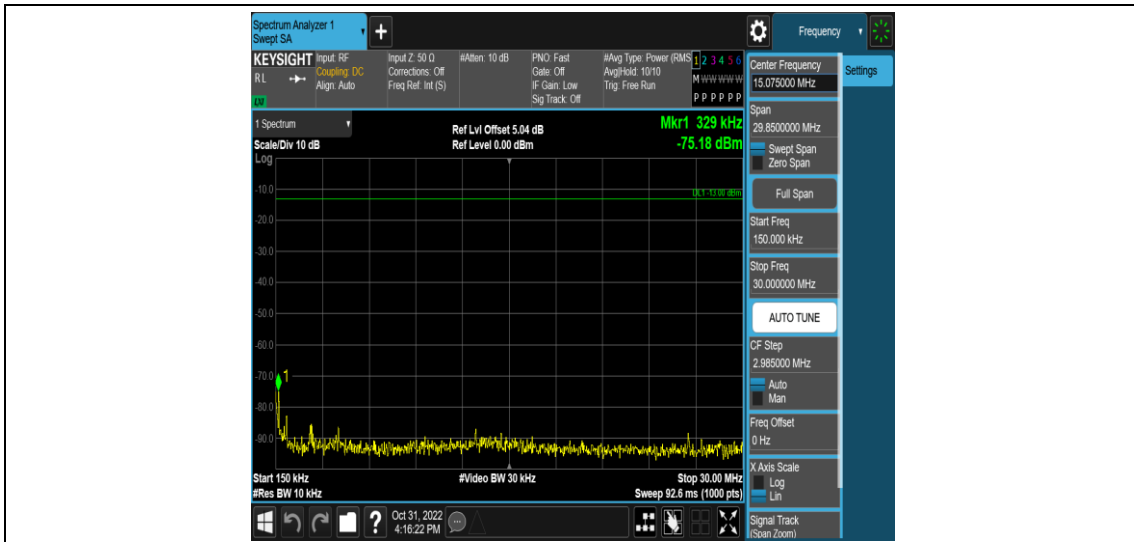 Spectrum Analyzer 1
Swept SA
+
Frequency
KEYSIGHT
RL
LXI
Input: RF
Coupling: DC
Align: Auto
Input Z: 50 Ω
Corrections: Off
Freq Ref: Int (S)
#Atten: 10 dB
PNO: Fast
Gate: Off
IF Gain: Low
Sig Track: Off
#Avg Type: Power (RMS
Avg|Hold: 10/10
Trig: Free Run
1 2 3 4 5 6
M W W W W W
P P P P P P
1 Spectrum
Scale/Div 10 dB
Log
Ref Lvl Offset 5.04 dB
Ref Level 0.00 dBm
Mkr1 329 kHz
-75.18 dBm
DL1 -13.00 dBm
-10.0
-20.0
-30.0
-40.0
-50.0
-60.0
-70.0
1
-80.0
-90.0
Start 150 kHz
#Res BW 10 kHz
#Video BW 30 kHz
Stop 30.00 MHz
Sweep 92.6 ms (1000 pts)
?
Oct 31, 2022
4:16:22 PM
Center Frequency
15.075000 MHz
Settings
Span
29.8500000 MHz
Swept Span
Zero Span
Full Span
Start Freq
150.000 kHz
Stop Freq
30.000000 MHz
AUTO TUNE
CF Step
2.985000 MHz
Auto
Man
Freq Offset
0 Hz
X Axis Scale
Log
Lin
Signal Track
(Span Zoom)